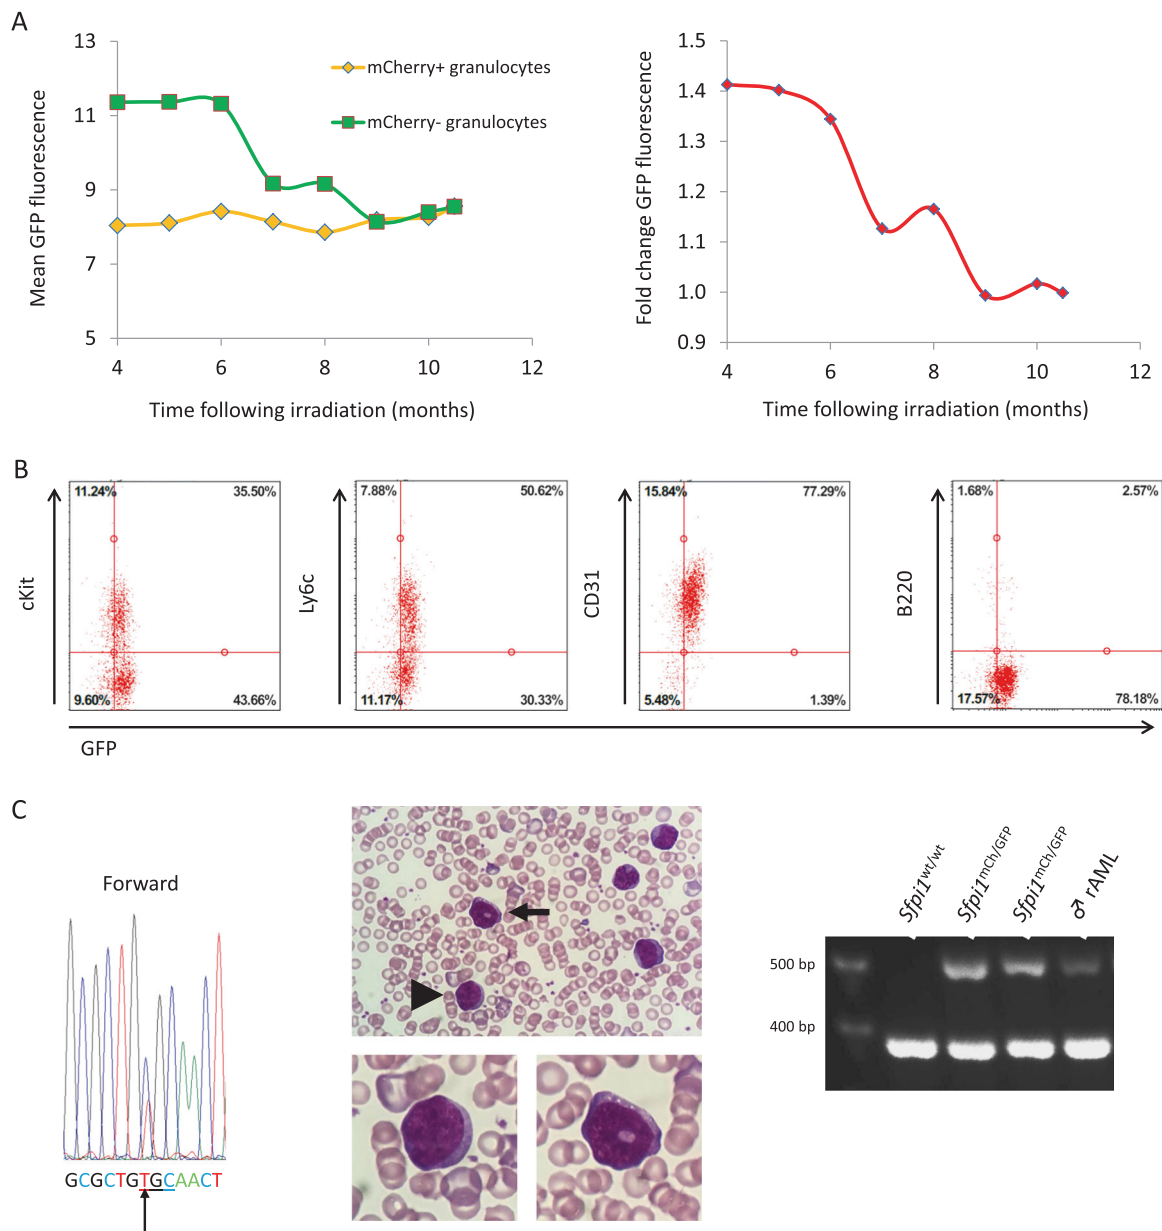 A
13
11
9
7
5
Mean GFP fluorescence
mCherry+ granulocytes
mCherry- granulocytes
4
6
8
10
12
Time following irradiation (months)
1.5
1.4
1.3
1.2
1.1
1.0
0.9
Fold change GFP fluorescence
4
6
8
10
12
Time following irradiation (months)
B
cKit
11.24%
35.50%
9.60%
43.66%
Ly6c
7.88%
50.62%
11.17%
30.33%
CD31
15.84%
77.29%
5.48%
1.39%
B220
1.68%
2.57%
17.57%
78.18%
GFP
C
Forward
GCGCTGTGCAACT
Sfpi1wt/wt
Sfpi1mCh/GFP
Sfpi1mCh/GFP
♂ rAML
500 bp
400 bp